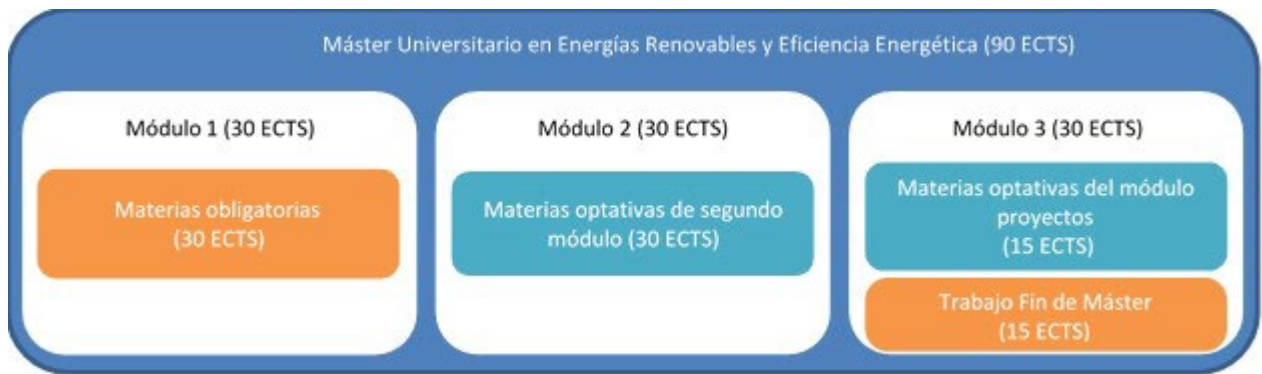 Máster Universitario en Energías Renovables y Eficiencia Energética (90 ECTS)
Módulo 1 (30 ECTS)
Materias obligatorias
(30 ECTS)
Módulo 2 (30 ECTS)
Materias optativas de segundo
módulo (30 ECTS)
Módulo 3 (30 ECTS)
Materias optativas del módulo
proyectos
(15 ECTS)
Trabajo Fin de Máster
(15 ECTS)